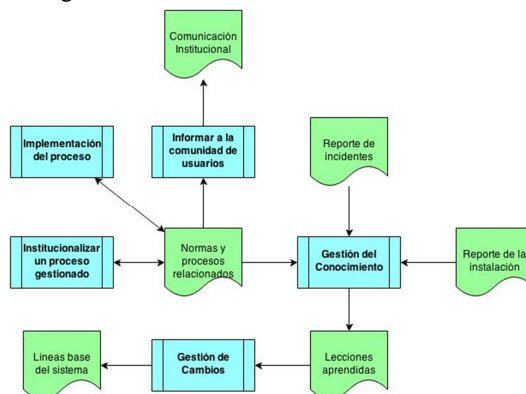 Comunicación
Institucional
Implementación
del proceso
Informar a la
comunidad de
usuarios
Reporte de
incidentes
Institucionalizar
un proceso
gestionado
Normas y
procesos
relacionados
Gestión del
Conocimiento
Reporte de la
instalación
Líneas base
del sistema
Gestión de
Cambios
Lecciones
aprendidas